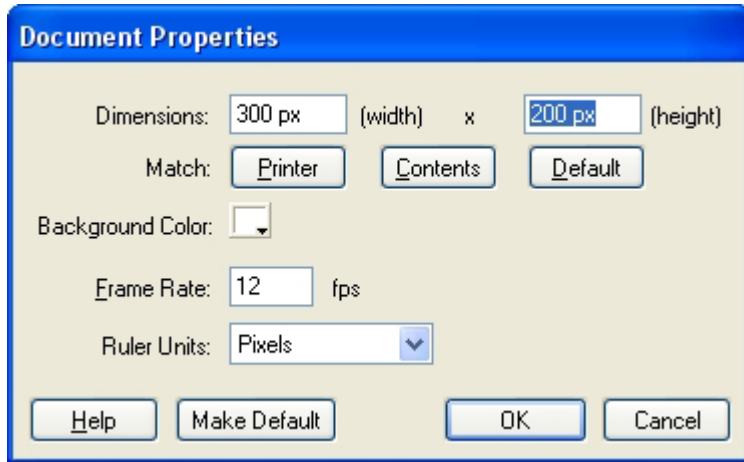 Document Properties
Dimensions: 300 px (width) x 200 px (height)
Match: Printer Contents Default
Background Color:
Frame Rate: 12 fps
Ruler Units: Pixels
Help Make Default OK Cancel